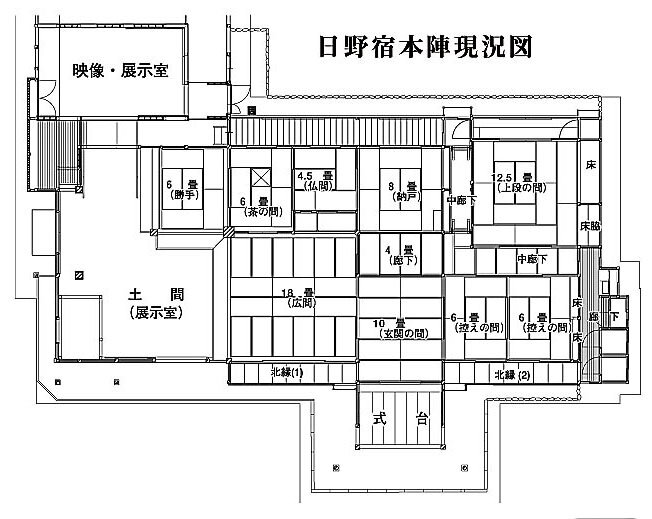 日野宿本陣現況図
映像・展示室
6 畳
(勝手)
6 畳
(茶の間)
4.5 畳
(仏間)
8 畳
(納戸)
中廊下
12.5 畳
(上段の間)
床
床脇
4 畳
(廊下)
中廊下
土 間
(展示室)
18 畳
(広間)
10 畳
(玄関の間)
6 畳
(控えの間)
6 畳
(控えの間)
床
床
廊 下
北縁(1)
北縁(2)
式 台